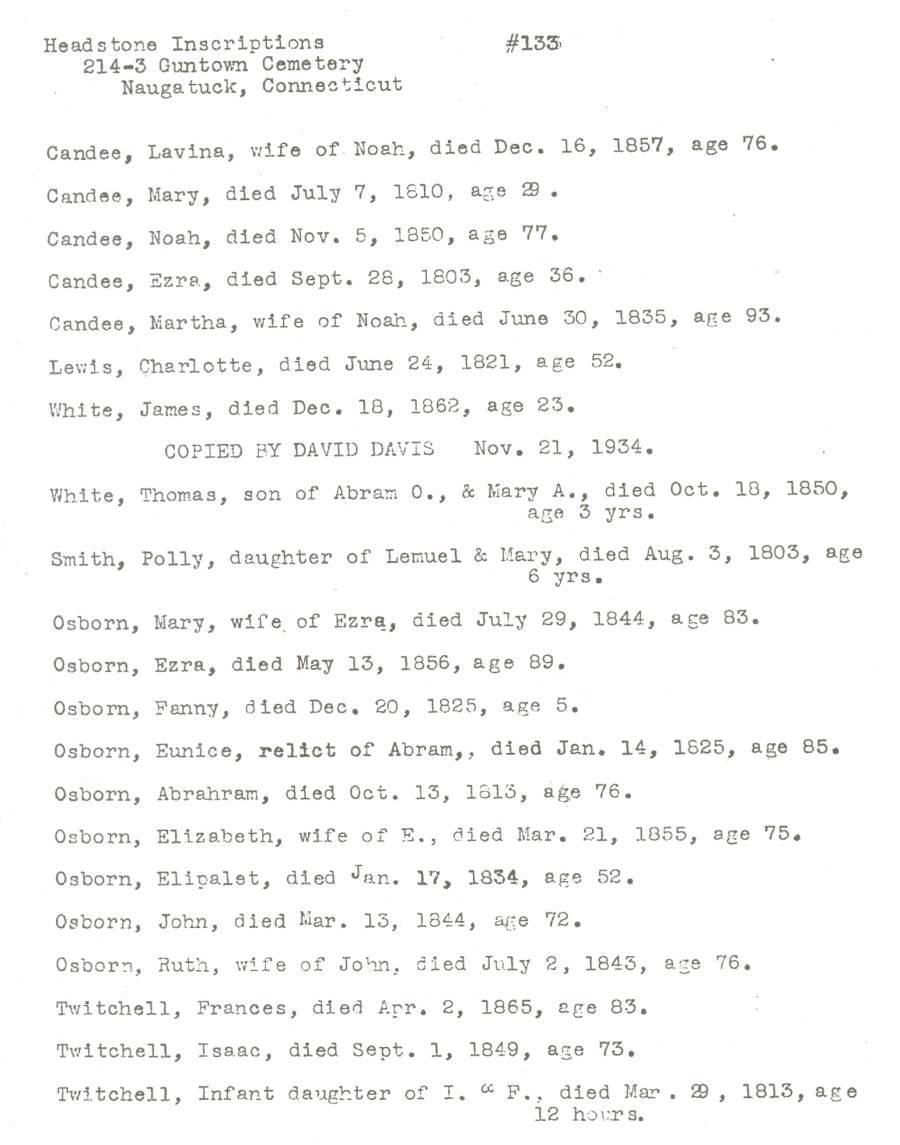 Headstone Inscriptions #133
214-3 Guntown Cemetery
Naugatuck, Connecticut
Candee, Lavina, wife of Noah, died Dec. 16, 1857, age 76.
Candee, Mary, died July 7, 1810, age 29 .
Candee, Noah, died Nov. 5, 1850, age 77.
Candee, Ezra, died Sept. 28, 1803, age 36.
Candee, Martha, wife of Noah, died June 30, 1835, age 93.
Lewis, Charlotte, died June 24, 1821, age 52.
White, James, died Dec. 18, 1862, age 23.
COPIED BY DAVID DAVIS Nov. 21, 1934.
White, Thomas, son of Abram O., & Mary A., died Oct. 18, 1850,
age 3 yrs.
Smith, Polly, daughter of Lemuel & Mary, died Aug. 3, 1803, age
6 yrs.
Osborn, Mary, wife of Ezra, died July 29, 1844, age 83.
Osborn, Ezra, died May 13, 1856, age 89.
Osborn, Fanny, died Dec. 20, 1825, age 5.
Osborn, Eunice, relict of Abram,, died Jan. 14, 1825, age 85.
Osborn, Abrahram, died Oct. 13, 1813, age 76.
Osborn, Elizabeth, wife of E., died Mar. 21, 1855, age 75.
Osborn, Elipalet, died Jan. 17, 1834, age 52.
Osborn, John, died Mar. 13, 1844, age 72.
Osborn, Ruth, wife of John, died July 2, 1843, age 76.
Twitchell, Frances, died Apr. 2, 1865, age 83.
Twitchell, Isaac, died Sept. 1, 1849, age 73.
Twitchell, Infant daughter of I. & F., died Mar . 29 , 1813, age
12 hours.